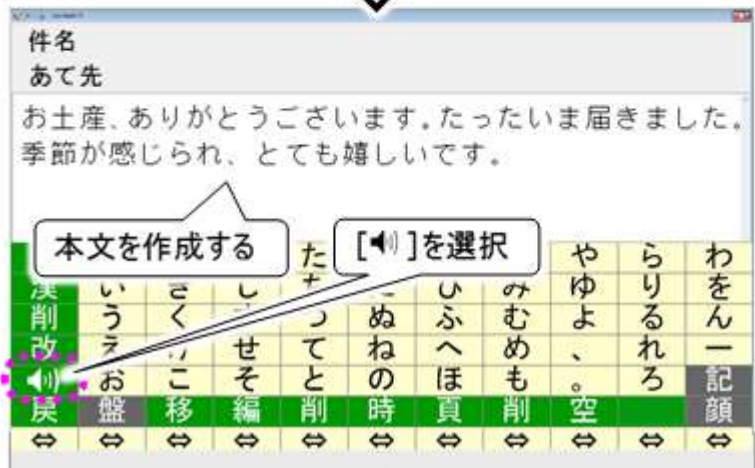 件名
あて先
お土産、ありがとうございます。たったいま届きました。
季節が感じられ、とても嬉しいです。
本文を作成する
[🔊]を選択
た や ら わ
漢 い き し ち ひ み ゆ り を
削 う く つ ぬ ふ む よ る ん
改 え け せ て ね へ め 、 れ ー
🔊 お こ そ と の ほ も 。 ろ 記
戻 盤 移 編 削 時 頁 削 空 顔
⇔ ⇔ ⇔ ⇔ ⇔ ⇔ ⇔ ⇔ ⇔ ⇔ ⇔